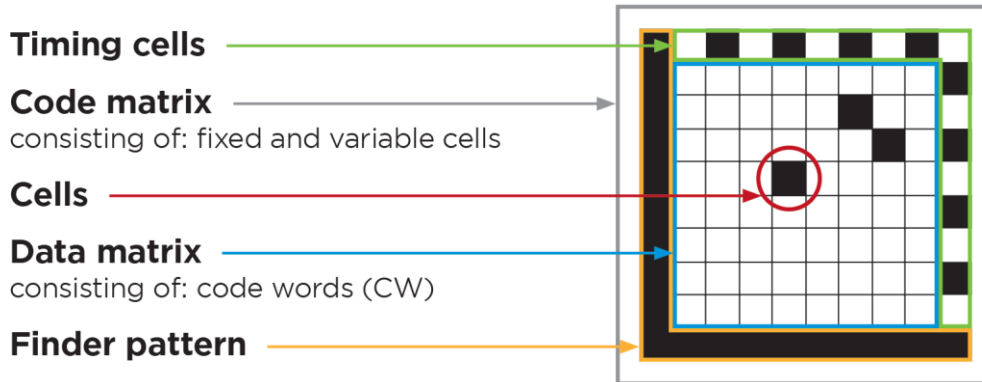 Timing cells
Code matrix
consisting of: fixed and variable cells
Cells
Data matrix
consisting of: code words (CW)
Finder pattern